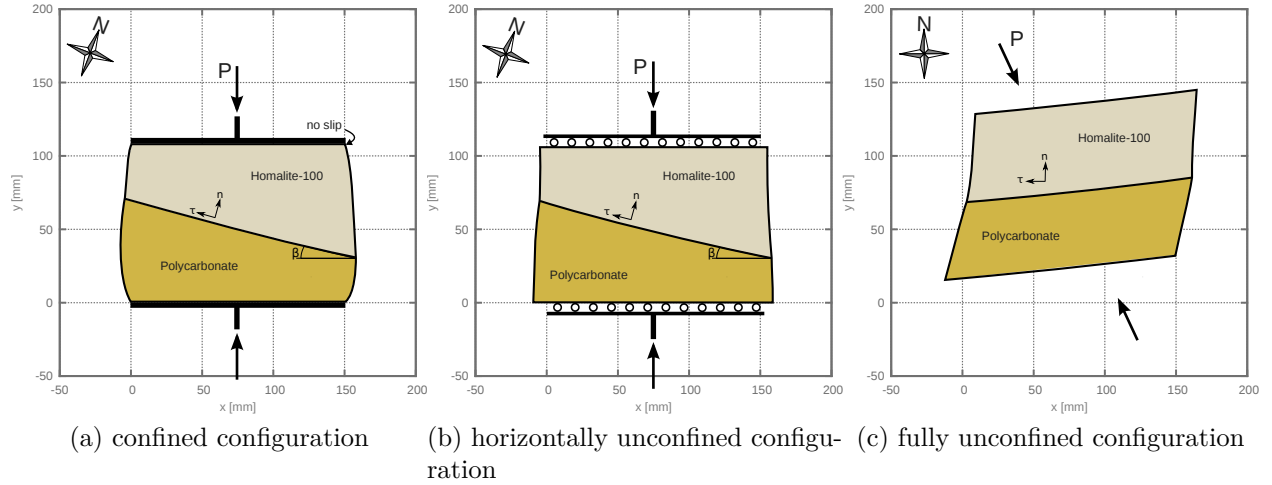 N
P
no slip
Homalite-100
n
τ
β
Polycarbonate
200
150
100
50
0
-50
y [mm]
-50
0
50
100
150
200
x [mm]
(a) confined configuration
N
P
Homalite-100
n
τ
β
Polycarbonate
200
150
100
50
0
-50
y [mm]
-50
0
50
100
150
200
x [mm]
(b) horizontally unconfined configu-
ration
N
P
Homalite-100
n
τ
Polycarbonate
200
150
100
50
0
-50
y [mm]
-50
0
50
100
150
200
x [mm]
(c) fully unconfined configuration